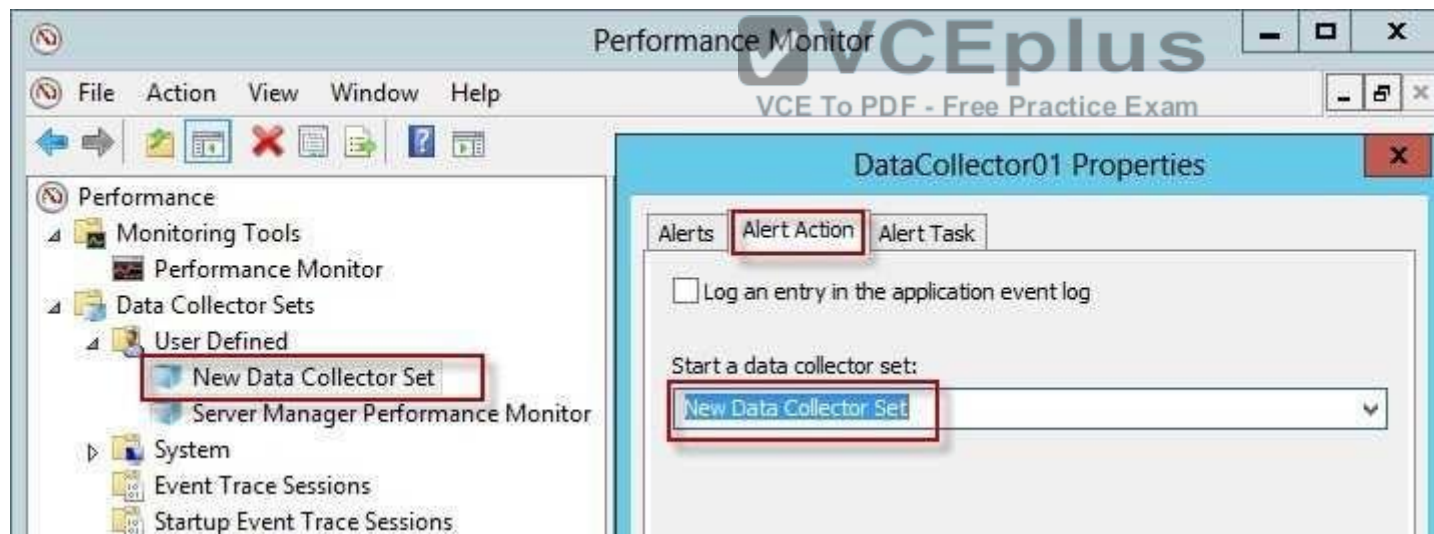 Performance Monitor
VCEplus
VCE To PDF - Free Practice Exam
File Action View Window Help
Performance
Monitoring Tools
Performance Monitor
Data Collector Sets
User Defined
New Data Collector Set
Server Manager Performance Monitor
System
Event Trace Sessions
Startup Event Trace Sessions
DataCollector01 Properties
Alerts Alert Action Alert Task
Log an entry in the application event log
Start a data collector set:
New Data Collector Set